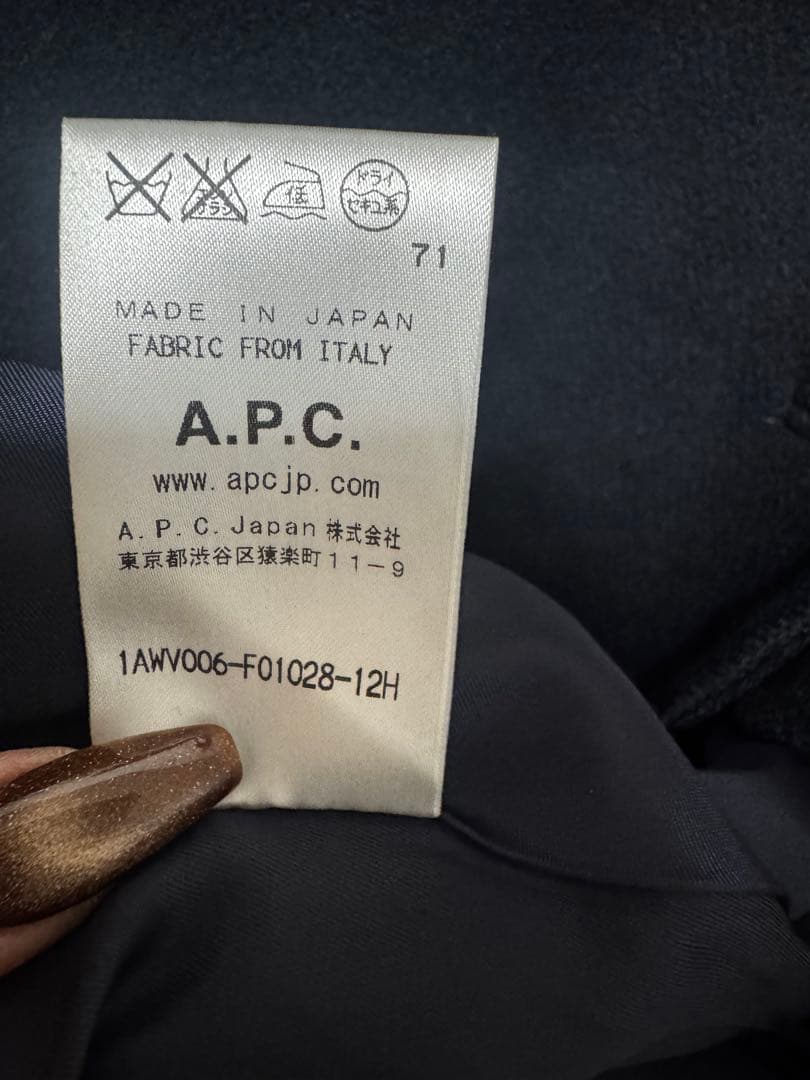 低
ドライ
セキユ系
71
MADE IN JAPAN
FABRIC FROM ITALY
A.P.C.
www.apcjp.com
A.P.C.Japan 株式会社
東京都渋谷区猿楽町11-9
1AWV006-F01028-12H